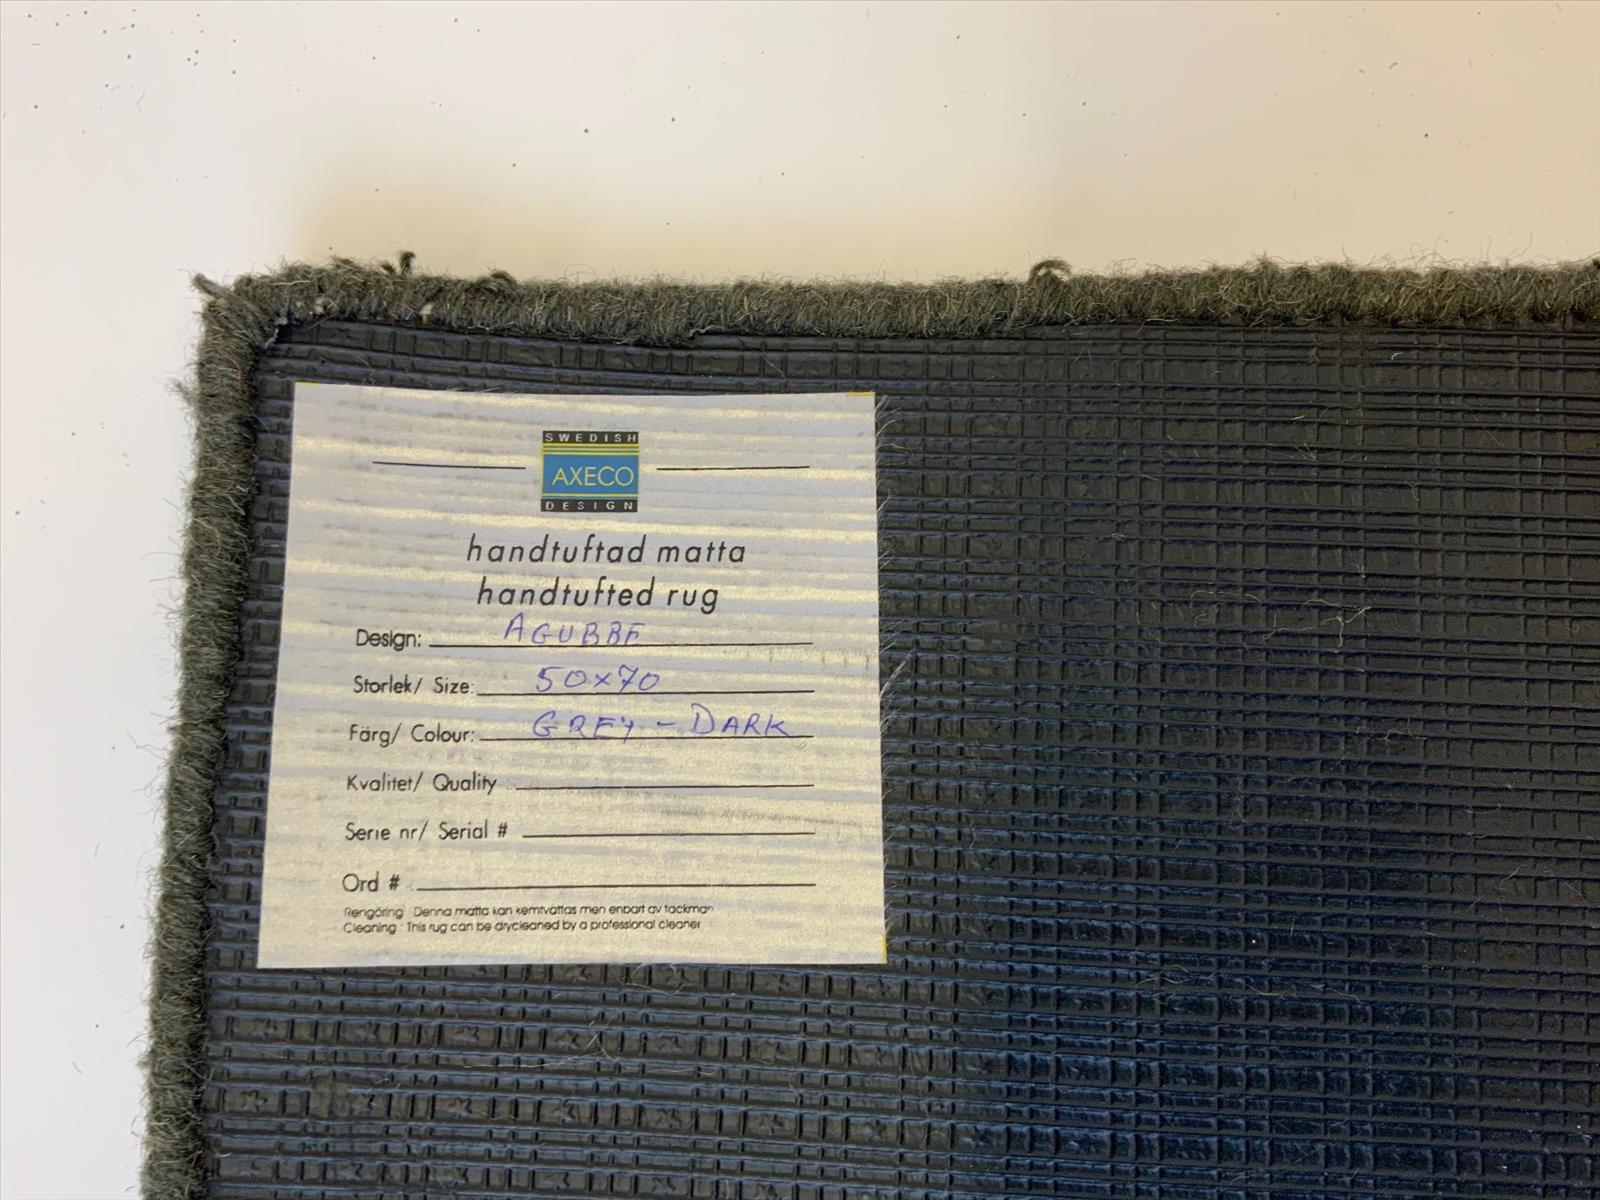 SWEDISH
AXECO
DESIGN
handtuftad matta
handtufted rug
Design: AGUBBE
Storlek/ Size: 50x70
Färg/ Colour: GREY - DARK
Kvalitet/ Quality
Serie nr/ Serial #
Ord #
Rengöring : Denna matta kan kemtvättas men enbart av fackman
Cleaning : This rug can be drycleaned by a professional cleaner